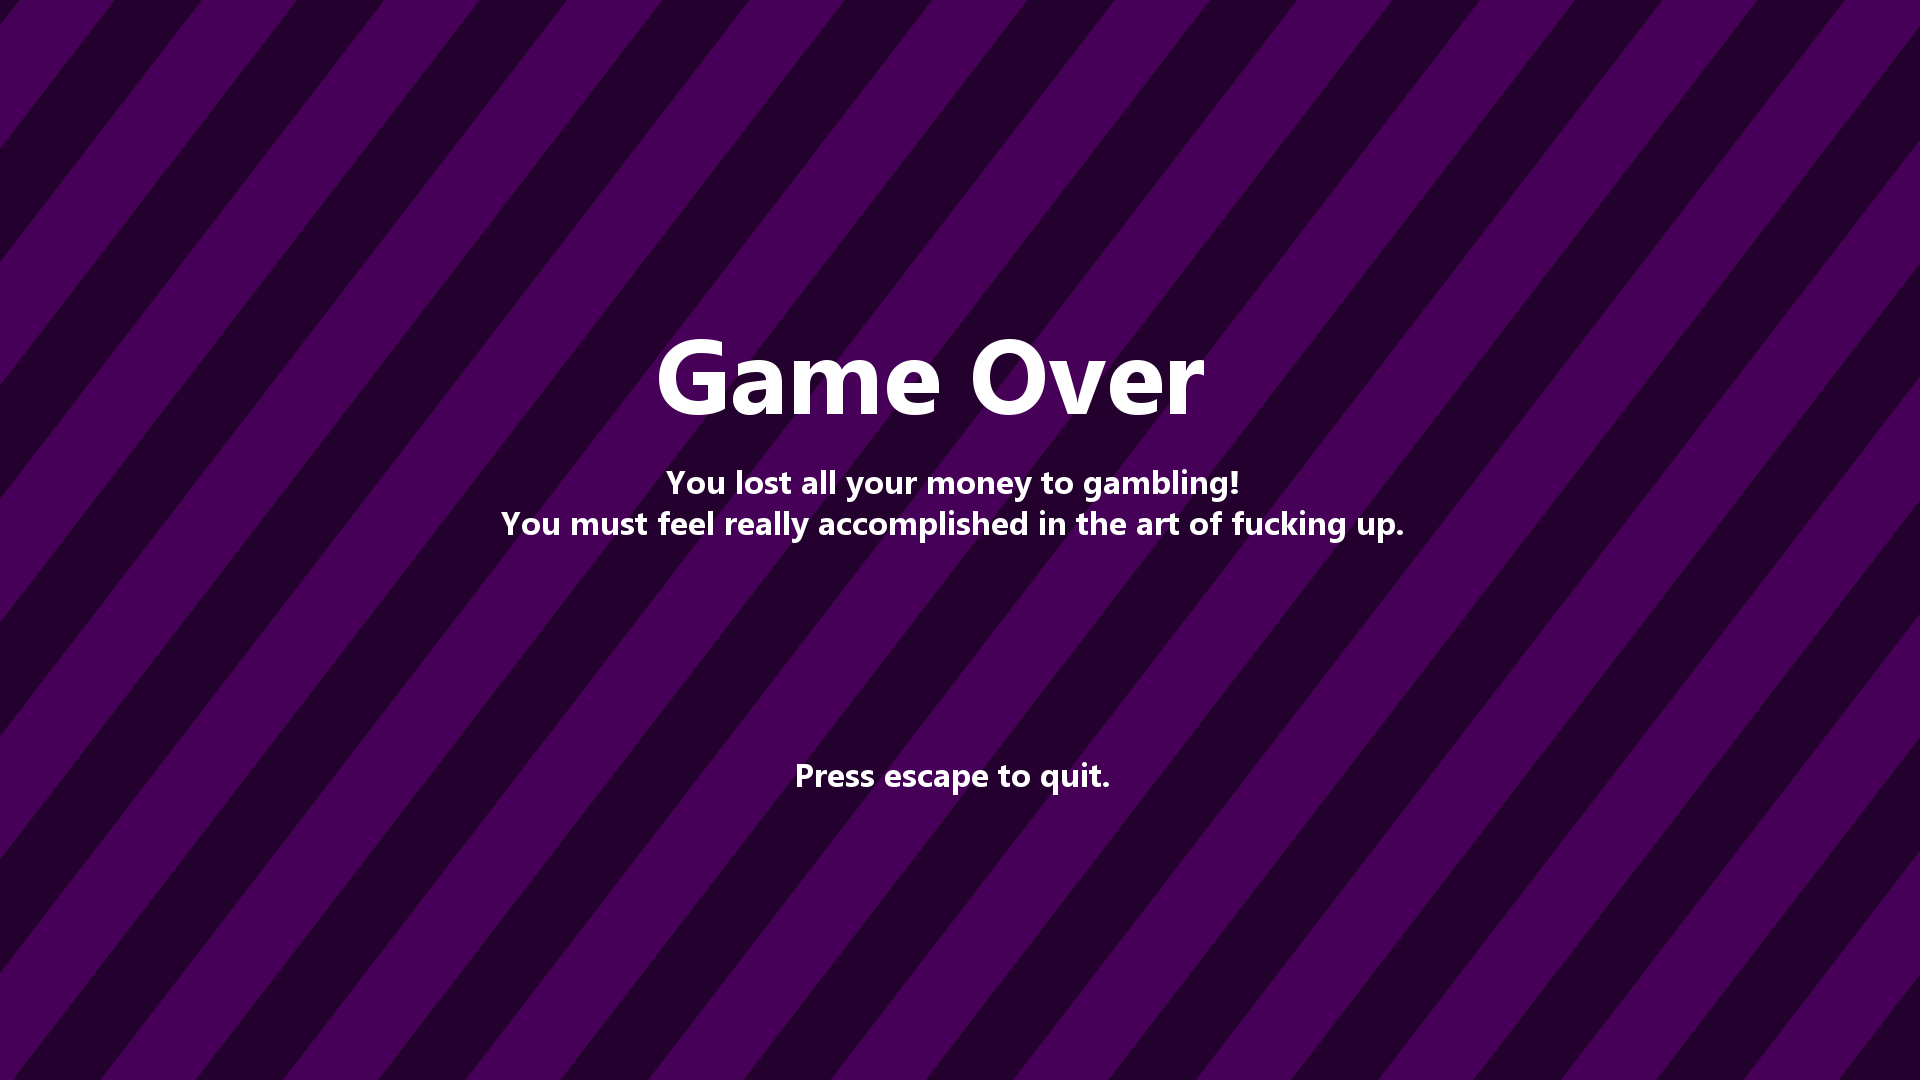 Game Over
You lost all your money to gambling!
You must feel really accomplished in the art of fucking up.
Press escape to quit.